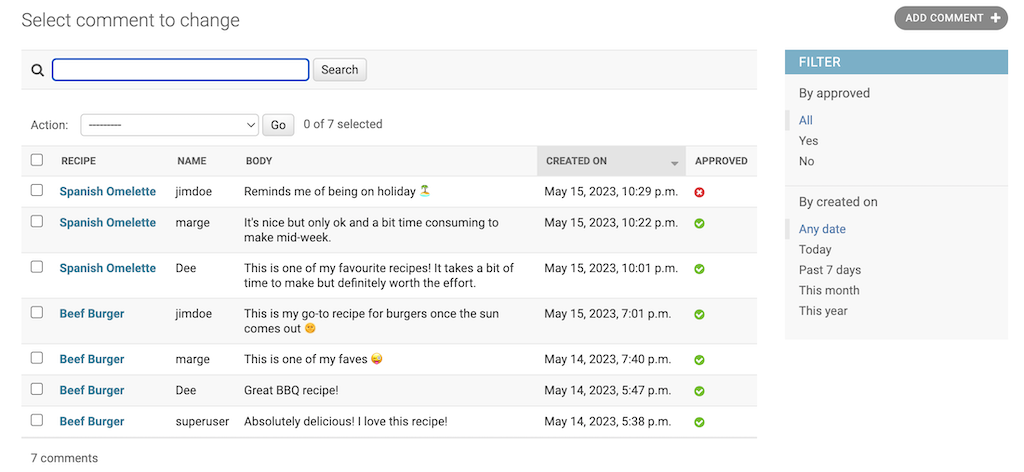 Select comment to change
ADD COMMENT +
Search
FILTER
By approved
All
Yes
No
By created on
Any date
Today
Past 7 days
This month
This year
Action: --------- Go 0 of 7 selected
RECIPE NAME BODY CREATED ON APPROVED
Spanish Omelette jimdoe Reminds me of being on holiday 🏝️ May 15, 2023, 10:29 p.m.
Spanish Omelette marge It's nice but only ok and a bit time consuming to May 15, 2023, 10:22 p.m.
make mid-week.
Spanish Omelette Dee This is one of my favourite recipes! It takes a bit of May 15, 2023, 10:01 p.m.
time to make but definitely worth the effort.
Beef Burger jimdoe This is my go-to recipe for burgers once the sun May 15, 2023, 7:01 p.m.
comes out 🌞
Beef Burger marge This is one of my faves 😜 May 14, 2023, 7:40 p.m.
Beef Burger Dee Great BBQ recipe! May 14, 2023, 5:47 p.m.
Beef Burger superuser Absolutely delicious! I love this recipe! May 14, 2023, 5:38 p.m.
7 comments